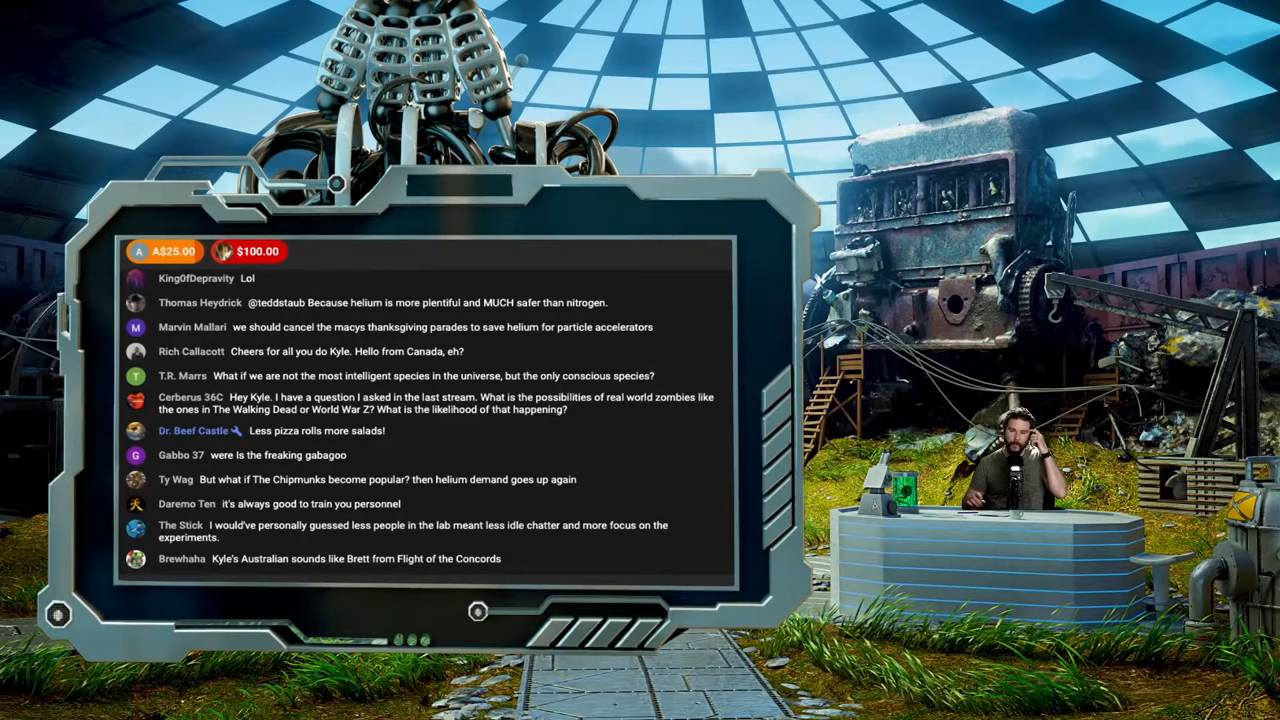 A A$25.00 $100.00
KingOfDepravity Lol
Thomas Heydrick @teddstaub Because helium is more plentiful and MUCH safer than nitrogen.
M Marvin Mallari we should cancel the macys thanksgiving parades to save helium for particle accelerators
Rich Callacott Cheers for all you do Kyle. Hello from Canada, eh?
T T.R. Marrs What if we are not the most intelligent species in the universe, but the only conscious species?
Cerberus 36C Hey Kyle. I have a question I asked in the last stream. What is the possibilities of real world zombies like
the ones in The Walking Dead or World War Z? What is the likelihood of that happening?
Dr. Beef Castle Less pizza rolls more salads!
G Gabbo 37 were Is the freaking gabagoo
Ty Wag But what if The Chipmunks become popular? then helium demand goes up again
Daremo Ten it's always good to train you personnel
The Stick I would've personally guessed less people in the lab meant less idle chatter and more focus on the
experiments.
Brewhaha Kyle's Australian sounds like Brett from Flight of the Concords